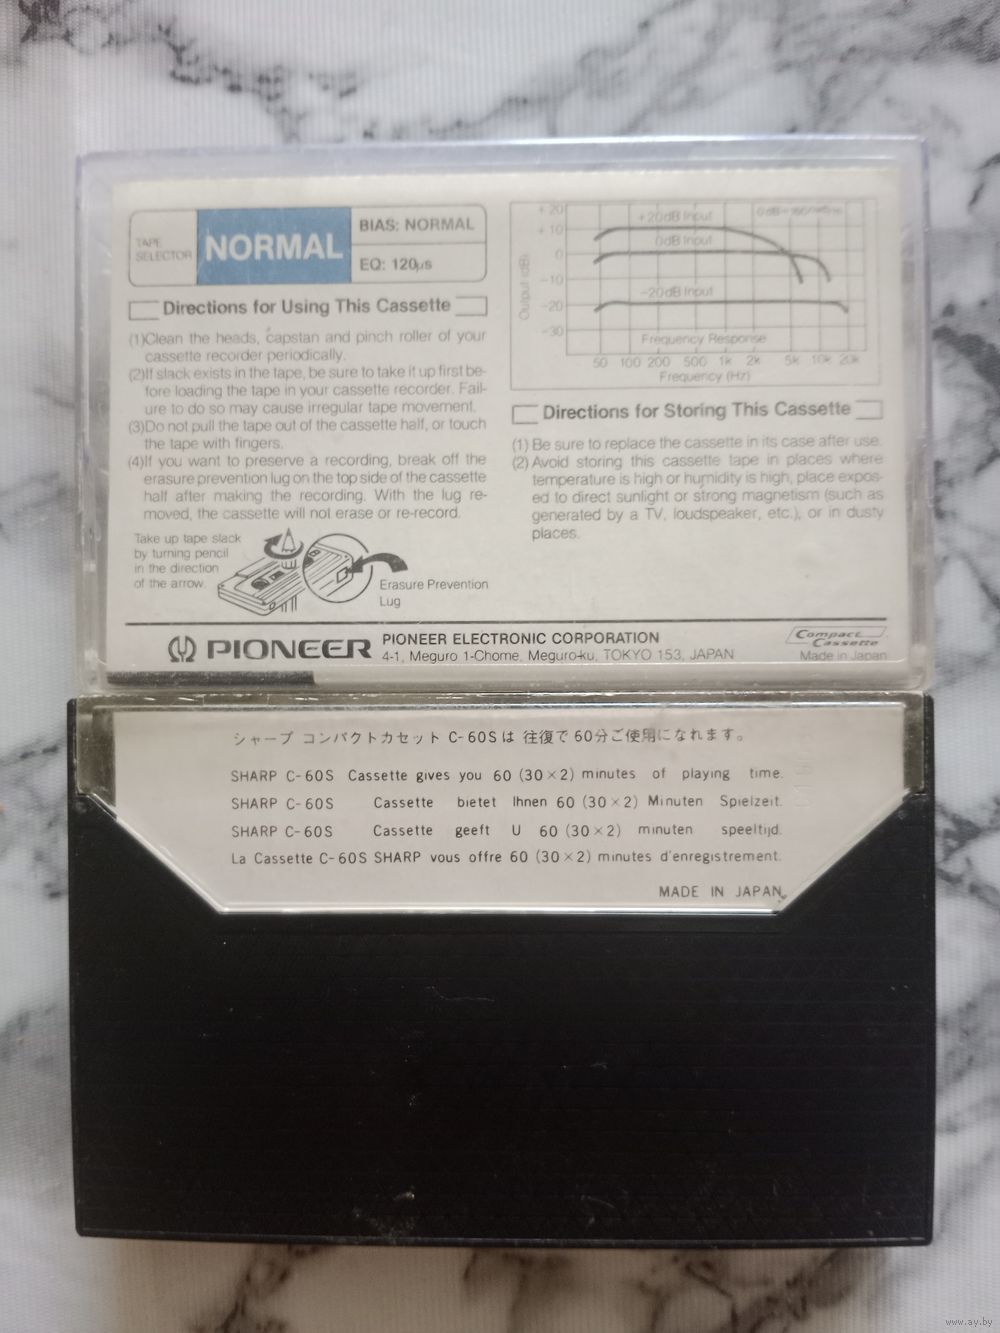 TAPE
SELECTOR
NORMAL
BIAS: NORMAL
EQ: 120μs
Directions for Using This Cassette
(1)Clean the heads, capstan and pinch roller of your
cassette recorder periodically.
(2)If slack exists in the tape, be sure to take it up first be-
fore loading the tape in your cassette recorder. Fail-
ure to do so may cause irregular tape movement.
(3)Do not pull the tape out of the cassette half, or touch
the tape with fingers.
(4)If you want to preserve a recording, break off the
erasure prevention lug on the top side of the cassette
half after making the recording. With the lug re-
moved, the cassette will not erase or re-record.
Take up tape slack
by turning pencil
in the direction
of the arrow.
Erasure Prevention
Lug
+20
+10
0
-10
-20
-30
Output (dB)
+20dB Input
0dB Input
-20dB Input
Frequency Response
50 100 200 500 1k 2k 5k 10k 20k
Frequency (Hz)
Directions for Storing This Cassette
(1) Be sure to replace the cassette in its case after use.
(2) Avoid storing this cassette tape in places where
temperature is high or humidity is high, place expos-
ed to direct sunlight or strong magnetism (such as
generated by a TV, loudspeaker, etc.), or in dusty
places.
PIONEER
PIONEER ELECTRONIC CORPORATION
4-1, Meguro 1-Chome, Meguro-ku, TOKYO 153, JAPAN
Compact
Cassette
Made in Japan
シャープ コンパクトカセット C-60Sは 往復で 60分ご使用になれます。
SHARP C-60S Cassette gives you 60 (30×2) minutes of playing time.
SHARP C-60S Cassette bietet Ihnen 60 (30×2) Minuten Spielzeit.
SHARP C-60S Cassette geeft U 60 (30×2) minuten speeltijd.
La Cassette C-60S SHARP vous offre 60 (30×2) minutes d'enregistrement.
MADE IN JAPAN
www.ay.by